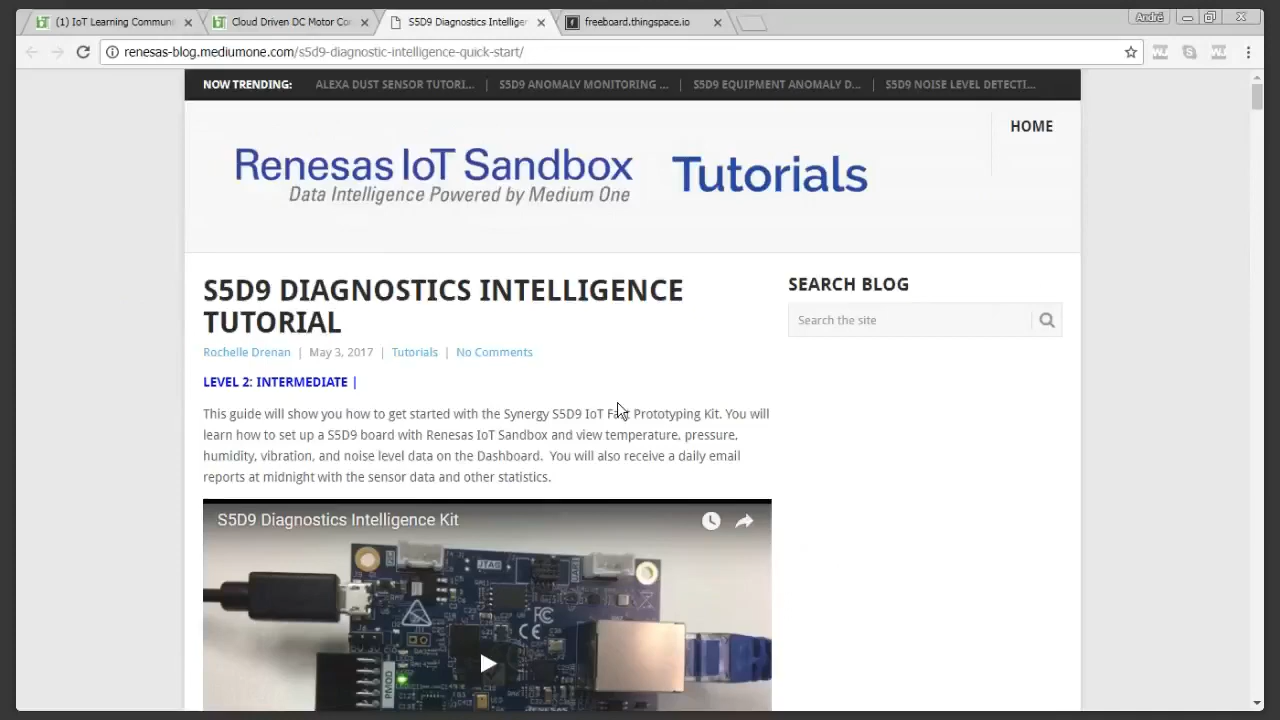 (1) IoT Learning Communi
Cloud Driven DC Motor Co
S5D9 Diagnostics Intellige
freeboard.thingspace.io
André
renesas-blog.mediumone.com/s5d9-diagnostic-intelligence-quick-start/
NOW TRENDING: ALEXA DUST SENSOR TUTORI... | S5D9 ANOMALY MONITORING ... | S5D9 EQUIPMENT ANOMALY D... | S5D9 NOISE LEVEL DETECTI...
HOME
Renesas IoT Sandbox Tutorials
Data Intelligence Powered by Medium One
S5D9 DIAGNOSTICS INTELLIGENCE
TUTORIAL
Rochelle Drenan | May 3, 2017 | Tutorials | No Comments
LEVEL 2: INTERMEDIATE |
This guide will show you how to get started with the Synergy S5D9 IoT Fast Prototyping Kit. You will
learn how to set up a S5D9 board with Renesas IoT Sandbox and view temperature, pressure,
humidity, vibration, and noise level data on the Dashboard. You will also receive a daily email
reports at midnight with the sensor data and other statistics.
SEARCH BLOG
Search the site
S5D9 Diagnostics Intelligence Kit
JTAG
FC
CE
PMOD